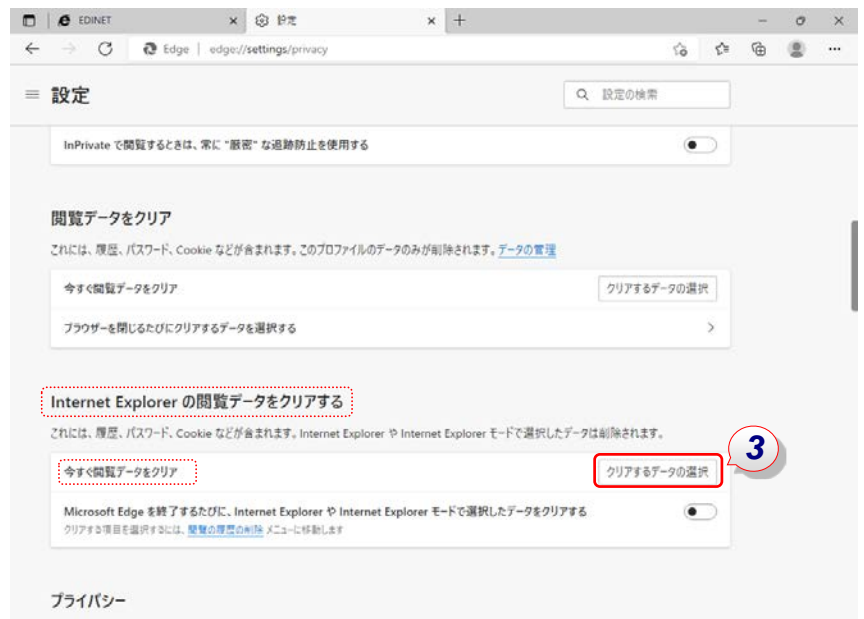 EDINET
設定
Edge
edge://settings/privacy
設定
設定の検索
InPrivate で閲覧するときは、常に "厳密" な追跡防止を使用する
閲覧データをクリア
これには、履歴、パスワード、Cookie などが含まれます。このプロファイルのデータのみが削除されます。データの管理
今すぐ閲覧データをクリア
クリアするデータの選択
ブラウザーを閉じるたびにクリアするデータを選択する
Internet Explorer の閲覧データをクリアする
これには、履歴、パスワード、Cookie などが含まれます。Internet Explorer や Internet Explorer モードで選択したデータは削除されます。
3
今すぐ閲覧データをクリア
クリアするデータの選択
Microsoft Edge を終了するたびに、Internet Explorer や Internet Explorer モードで選択したデータをクリアする
クリアする項目を選択するには、閲覧の履歴の削除 メニューに移動します
プライバシー